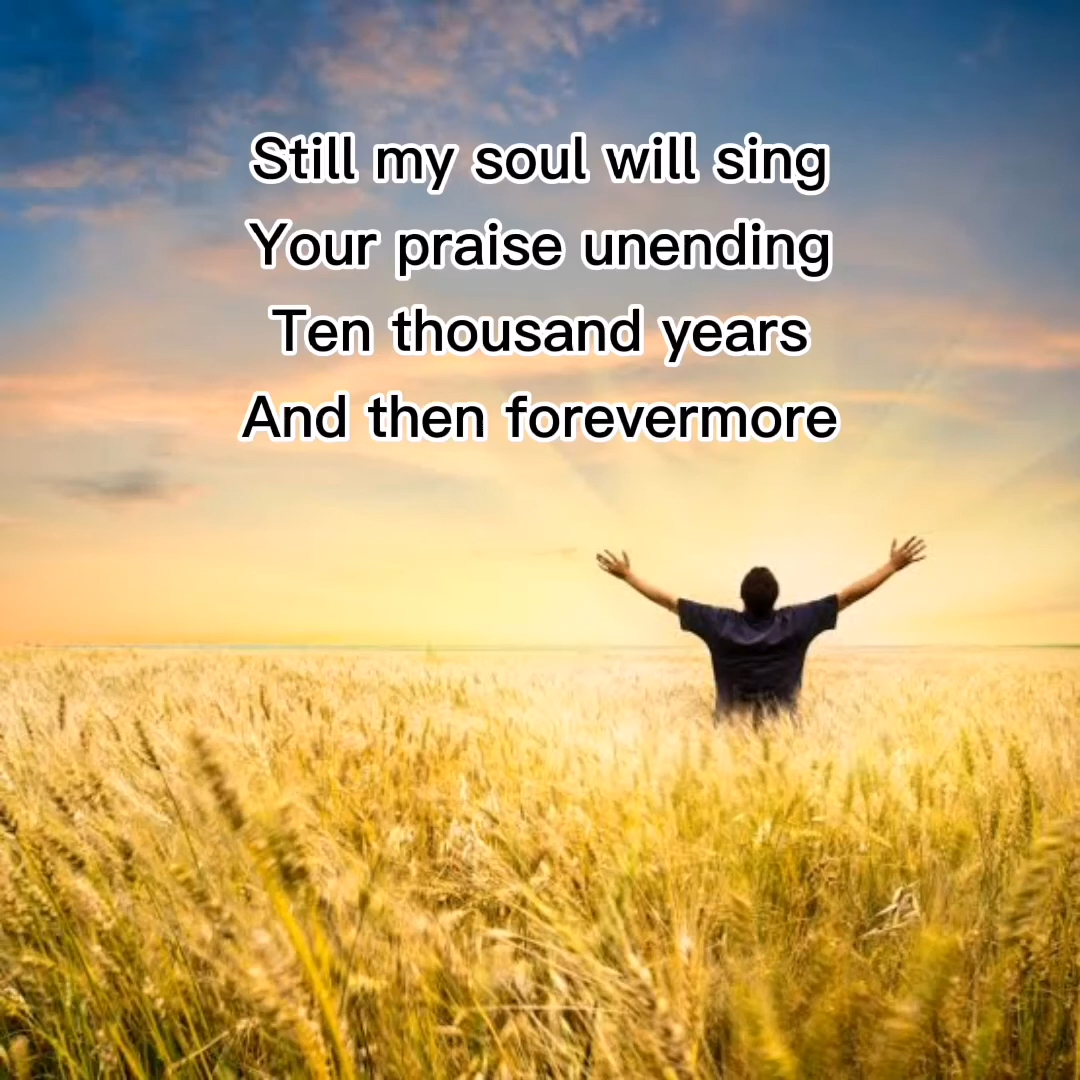 Still my soul will sing
Your praise unending
Ten thousand years
And then forevermore